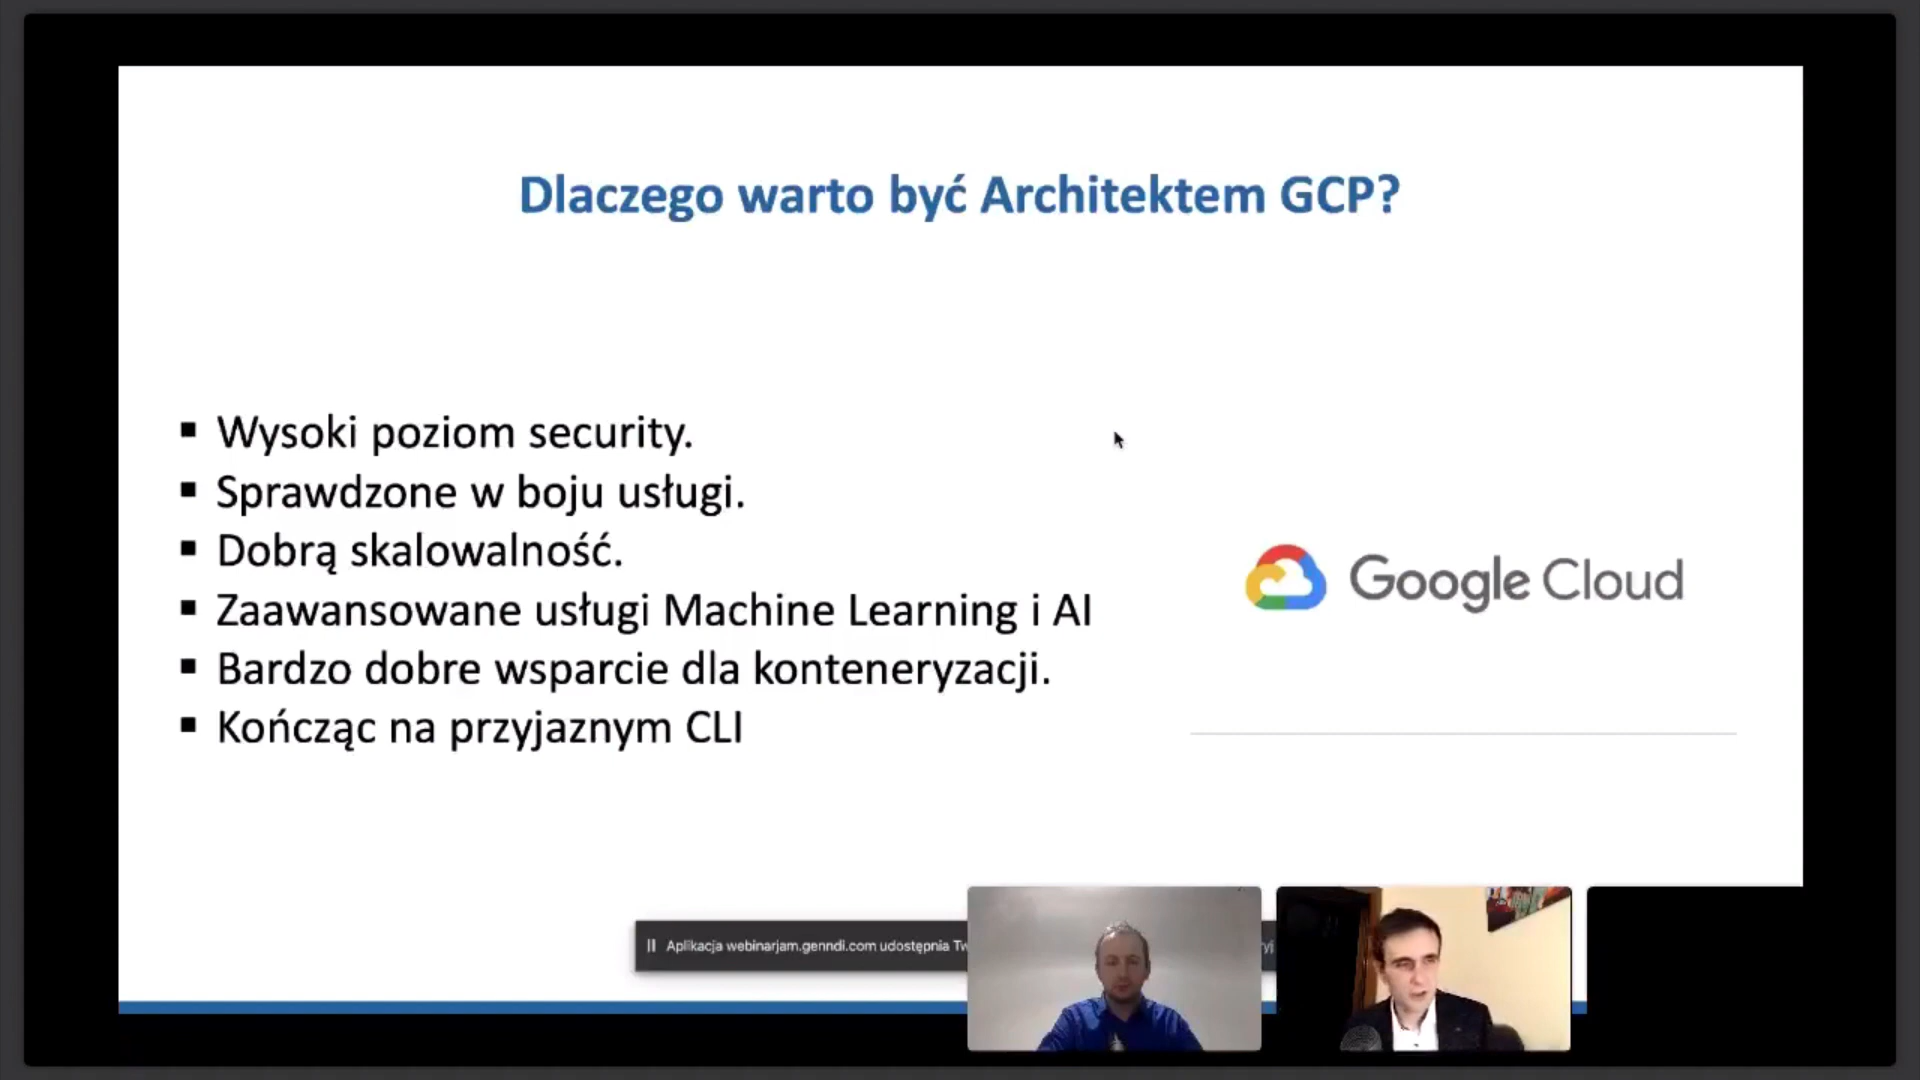 Dlaczego warto być Architektem GCP?
▪ Wysoki poziom security.
▪ Sprawdzone w boju usługi.
▪ Dobrą skalowalność.
▪ Zaawansowane usługi Machine Learning i AI
▪ Bardzo dobre wsparcie dla konteneryzacji.
▪ Kończąc na przyjaznym CLI
Google Cloud
Aplikacja webinarjam.genndi.com udostępnia